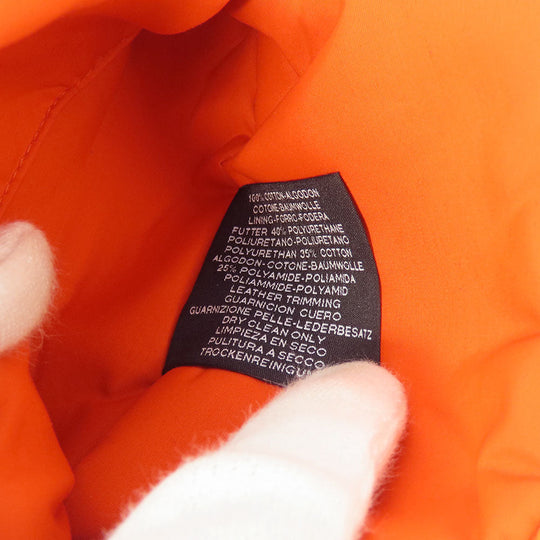 100% COTTON-ALGODON
COTONE-BAUMWOLLE
LINING-FORRO-FODERA
FUTTER 40% POLYURETHANE
POLIURETANO-POLIURETANO
POLYURETHAN 35% COTTON
ALGODON-COTONE-BAUMWOLLE
25% POLYAMIDE-POLIAMIDA
POLIAMMIDE-POLYAMID
LEATHER TRIMMING
GUARNICION CUERO
GUARNIZIONE PELLE-LEDERBESATZ
DRY CLEAN ONLY
LIMPIEZA EN SECO
PULITURA A SECCO
TROCKENREINIGUNG